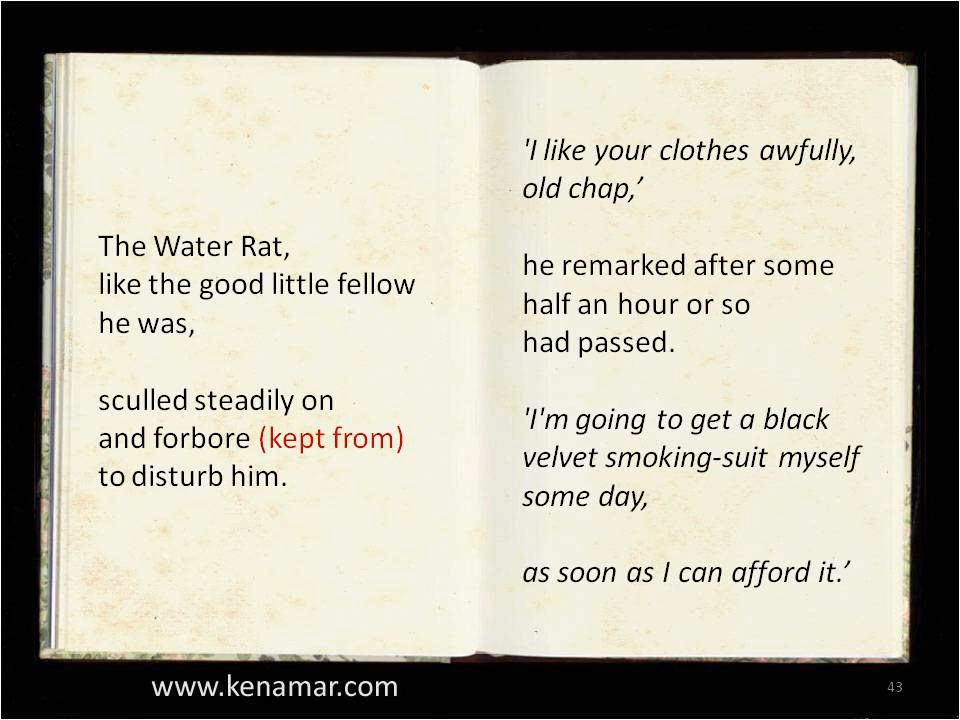 The Water Rat,
like the good little fellow
he was,
sculled steadily on
and forbore (kept from)
to disturb him.
'I like your clothes awfully,
old chap,’
he remarked after some
half an hour or so
had passed.
'I'm going to get a black
velvet smoking-suit myself
some day,
as soon as I can afford it.’
www.kenamar.com
43